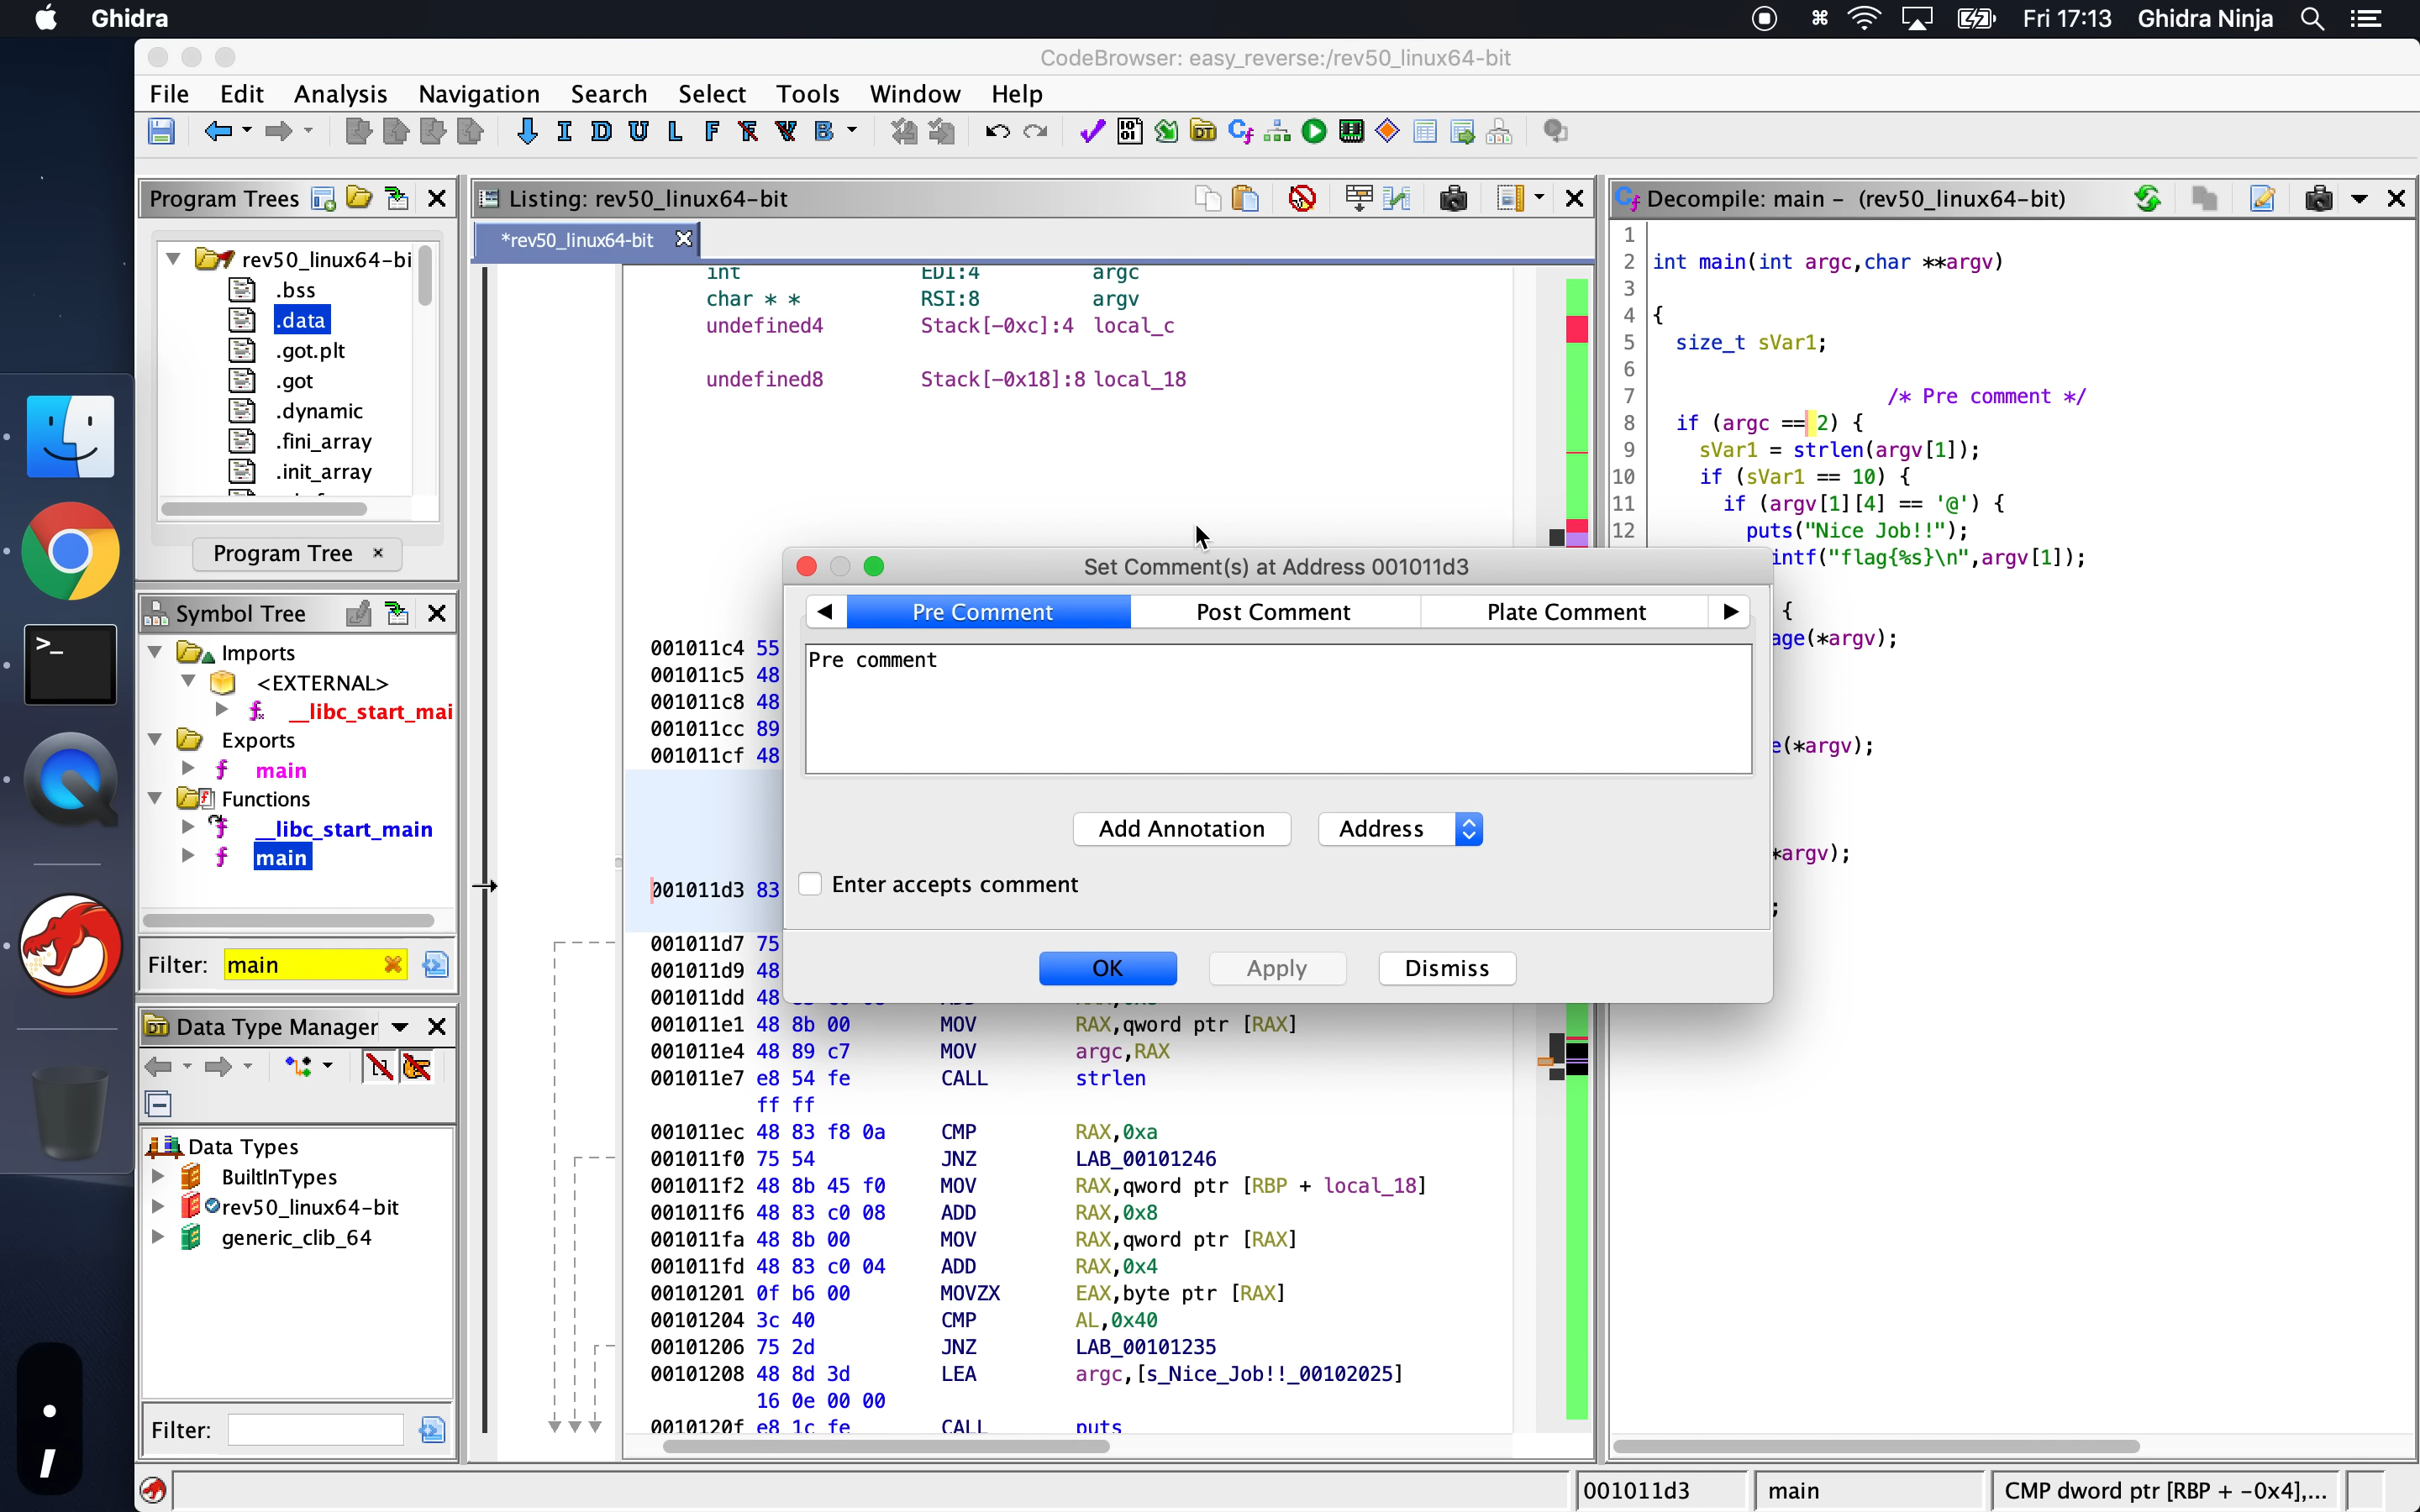 Ghidra
Fri 17:13 Ghidra Ninja
CodeBrowser: easy_reverse:/rev50_linux64-bit
File Edit Analysis Navigation Search Select Tools Window Help
I D U L F F V B
Program Trees
rev50_linux64-bi
.bss
.data
.got.plt
.got
.dynamic
.fini_array
.init_array
Program Tree ×
Symbol Tree
Imports
<EXTERNAL>
__libc_start_mai
Exports
f main
Functions
f __libc_start_main
f main
Filter: main
Data Type Manager
Data Types
BuiltInTypes
rev50_linux64-bit
generic_clib_64
Filter:
Listing: rev50_linux64-bit
*rev50_linux64-bit
int EDI:4 argc
char * * RSI:8 argv
undefined4 Stack[-0xc]:4 local_c
undefined8 Stack[-0x18]:8 local_18
001011c4 55
001011c5 48
001011c8 48
001011cc 89
001011cf 48
001011d3 83
001011d7 75
001011d9 48
001011dd 48
001011e1 48 8b 00 MOV RAX,qword ptr [RAX]
001011e4 48 89 c7 MOV argc,RAX
001011e7 e8 54 fe CALL strlen
ff ff
001011ec 48 83 f8 0a CMP RAX,0xa
001011f0 75 54 JNZ LAB_00101246
001011f2 48 8b 45 f0 MOV RAX,qword ptr [RBP + local_18]
001011f6 48 83 c0 08 ADD RAX,0x8
001011fa 48 8b 00 MOV RAX,qword ptr [RAX]
001011fd 48 83 c0 04 ADD RAX,0x4
00101201 0f b6 00 MOVZX EAX,byte ptr [RAX]
00101204 3c 40 CMP AL,0x40
00101206 75 2d JNZ LAB_00101235
00101208 48 8d 3d LEA argc,[s_Nice_Job!!_00102025]
16 0e 00 00
0010120f e8 1c fe CALL puts
Set Comment(s) at Address 001011d3
Pre Comment Post Comment Plate Comment
Pre comment
Add Annotation Address
Enter accepts comment
OK Apply Dismiss
Decompile: main - (rev50_linux64-bit)
1
2 int main(int argc,char **argv)
3
4 {
5 size_t sVar1;
6
7 /* Pre comment */
8 if (argc == 2) {
9 sVar1 = strlen(argv[1]);
10 if (sVar1 == 10) {
11 if (argv[1][4] == '@') {
12 puts("Nice Job!!");
intf("flag{%s}\n",argv[1]);
{
age(*argv);
e(*argv);
*argv);
;
001011d3 main CMP dword ptr [RBP + -0x4],...